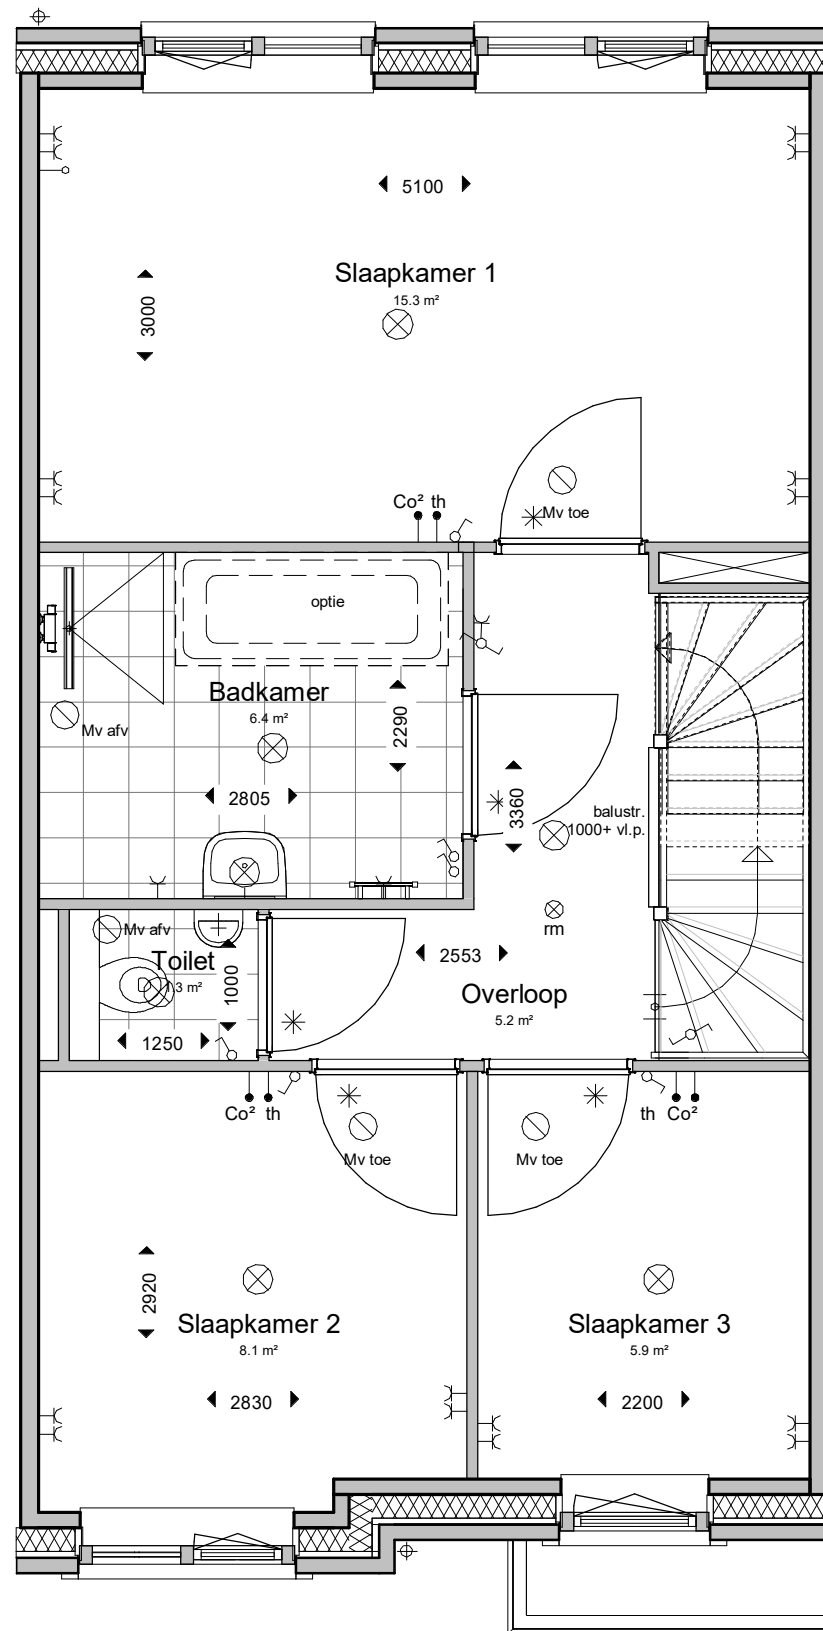 5100
Slaapkamer 1
15.3 m²
3000
Co² th
Mv toe
optie
Badkamer
6.4 m²
2290
Mv afv
2805
3360
balustr.
1000+ vl.p.
Mv afv
rm
Toilet
1.3 m²
1000
2553
Overloop
5.2 m²
1250
Co² th
th Co²
Mv toe
Mv toe
2920
Slaapkamer 2
8.1 m²
Slaapkamer 3
5.9 m²
2830
2200